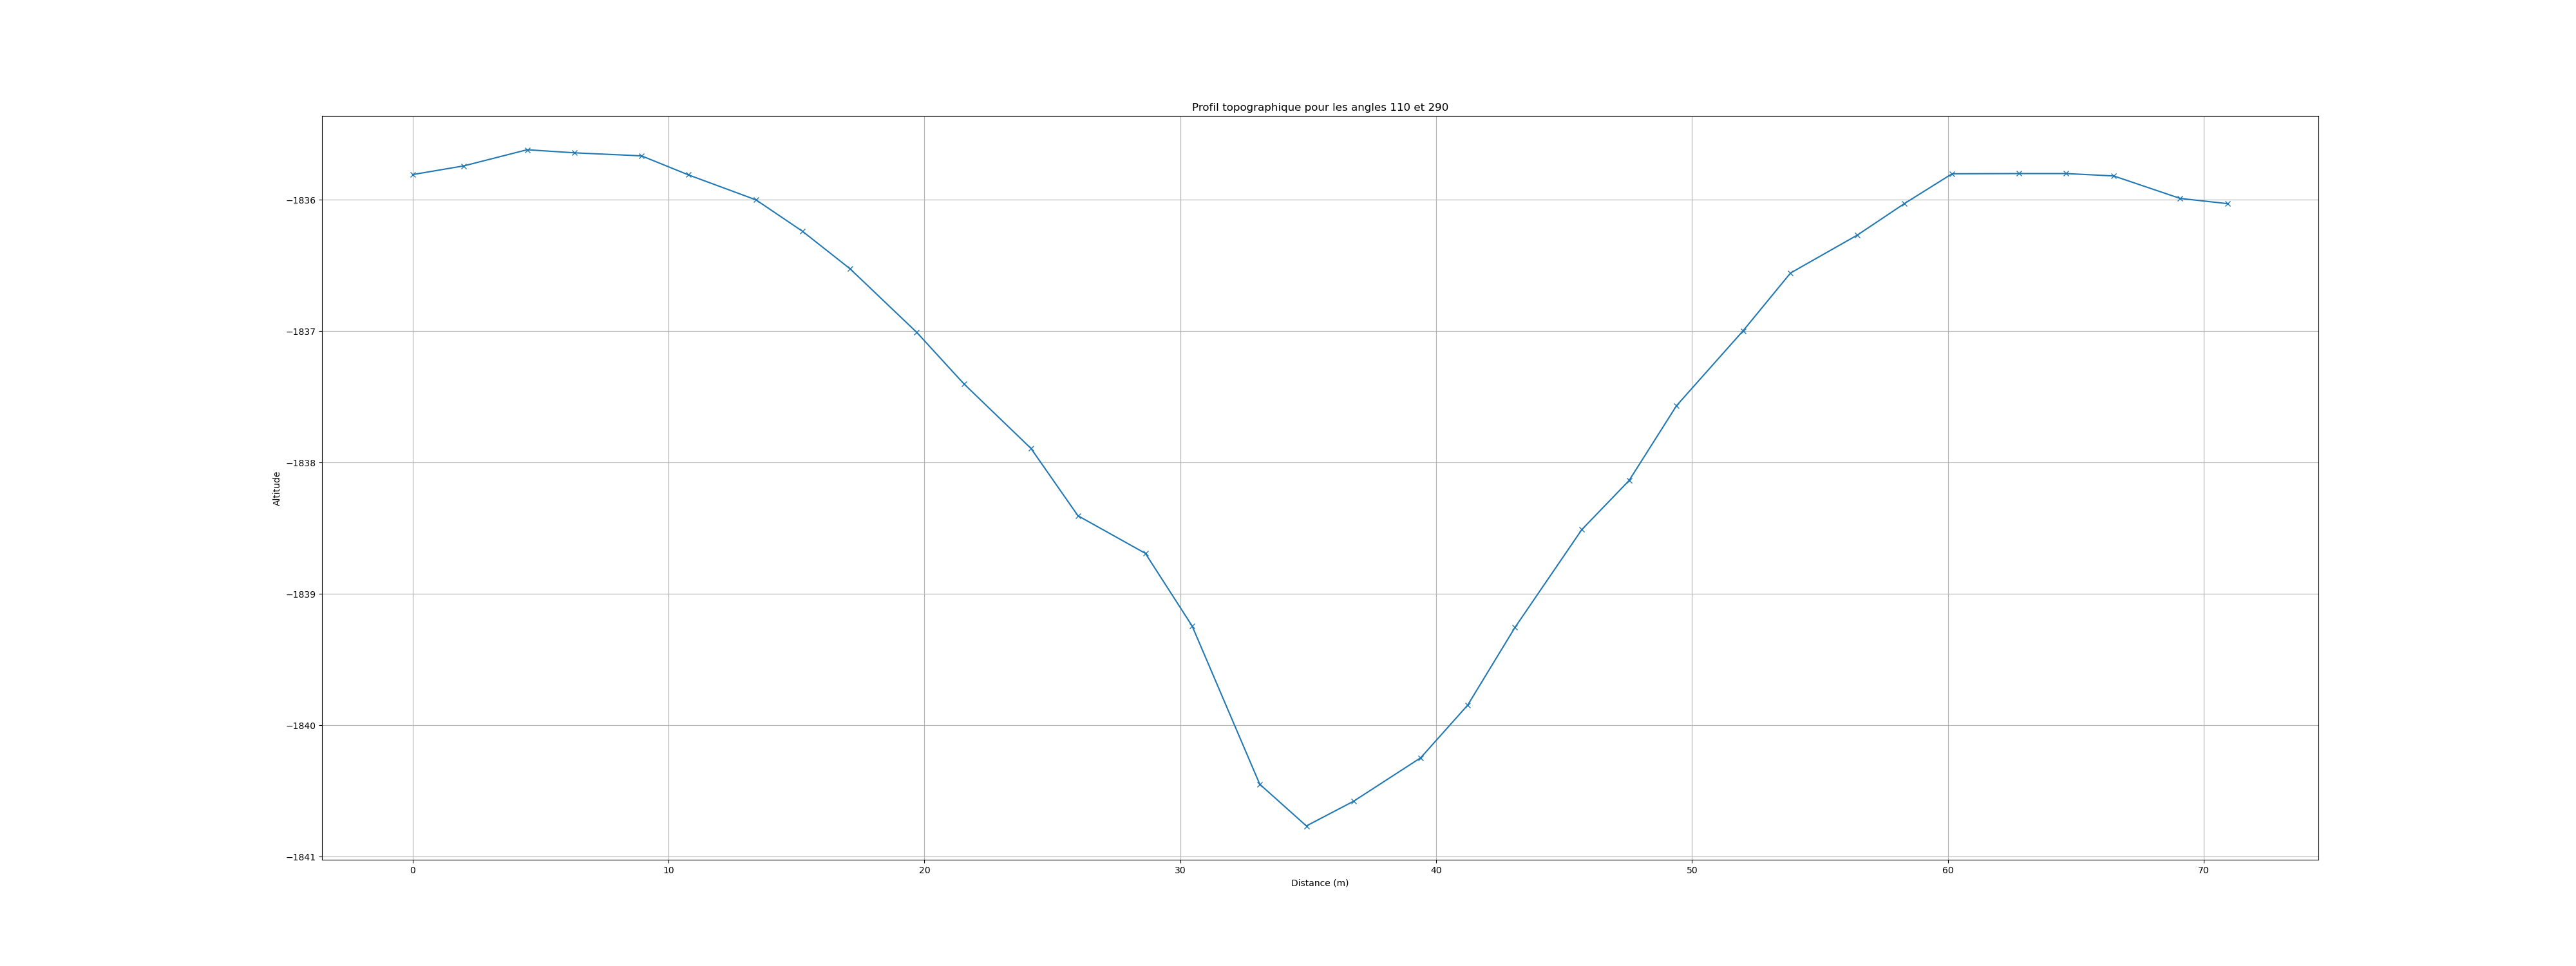 Profil topographique pour les angles 110 et 290
Altitude
−1836
−1837
−1838
−1839
−1840
−1841
0 10 20 30 40 50 60 70
Distance (m)